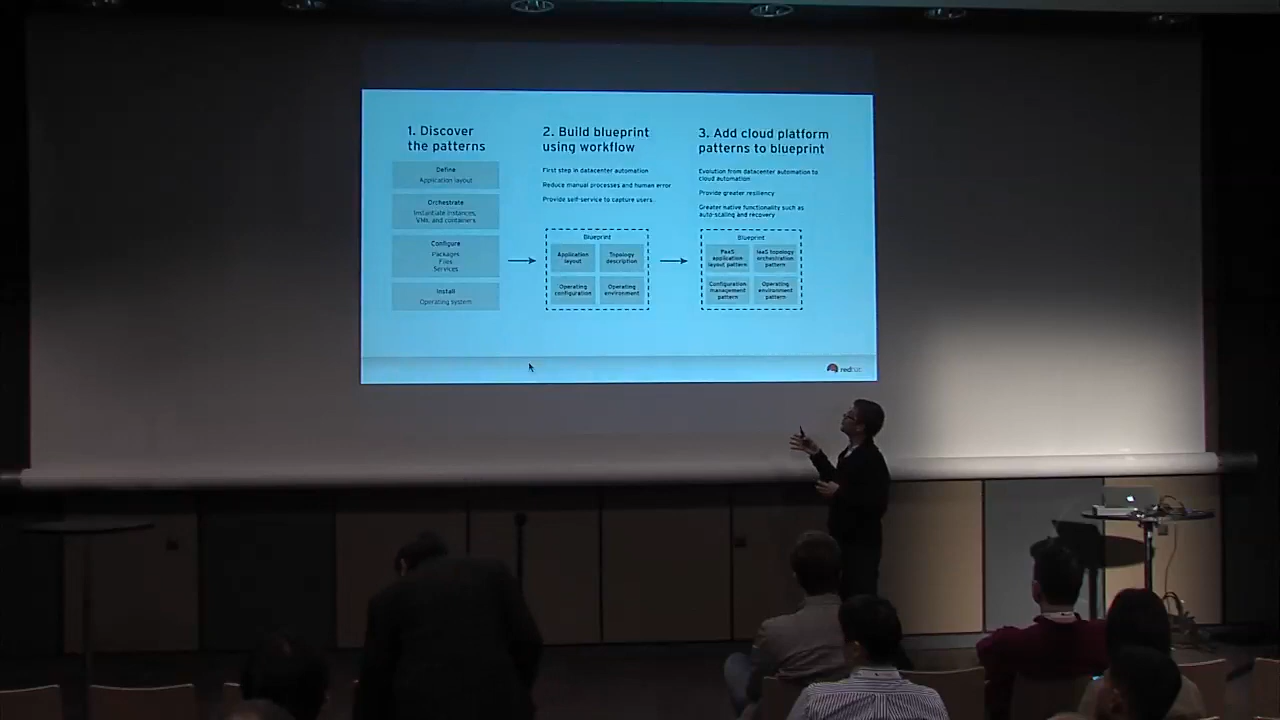 1. Discover
the patterns
Define
Application layout
Orchestrate
Instantiate instances,
VMs, and containers
Configure
Packages
Files
Services
Install
Operating system
2. Build blueprint
using workflow
First step in datacenter automation
Reduce manual processes and human error
Provide self-service to capture users.
Blueprint
Application
layout
Topology
description
Operating
configuration
Operating
environment
3. Add cloud platform
patterns to blueprint
Evolution from datacenter automation to
cloud automation
Provide greater resiliency
Greater native functionality such as
auto-scaling and recovery
Blueprint
PaaS
application
layout pattern
IaaS topology
orchestration
pattern
Configuration
management
pattern
Operating
environment
pattern
redhat